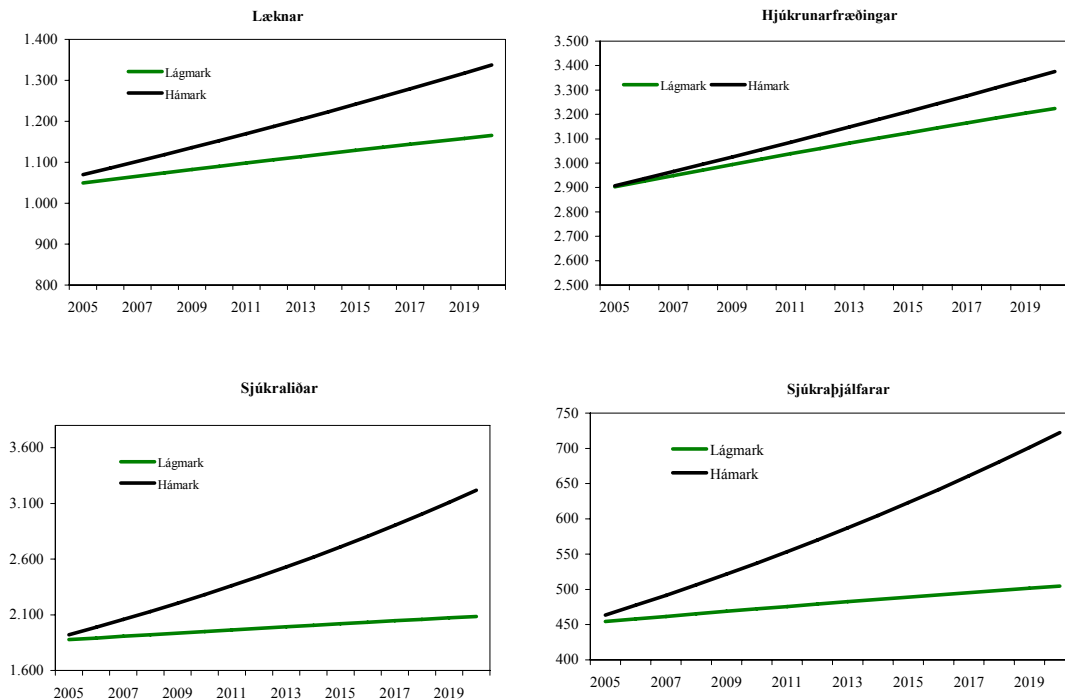 Læknar
1.400
1.300
1.200
1.100
1.000
900
800
Lágmark
Hámark
2005 2007 2009 2011 2013 2015 2017 2019
Hjúkrunarfræðingar
3.500
3.400
3.300
3.200
3.100
3.000
2.900
2.800
2.700
2.600
2.500
Lágmark Hámark
2005 2007 2009 2011 2013 2015 2017 2019
Sjúkraliðar
3.600
3.100
2.600
2.100
1.600
Lágmark
Hámark
2005 2007 2009 2011 2013 2015 2017 2019
Sjúkraþjálfarar
750
700
650
600
550
500
450
400
Lágmark
Hámark
2005 2007 2009 2011 2013 2015 2017 2019